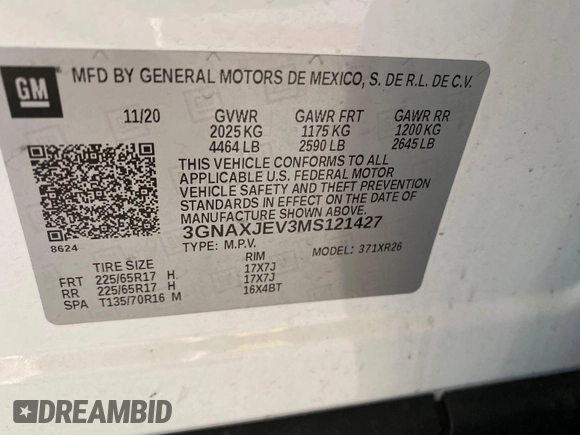 GM
MFD BY GENERAL MOTORS DE MEXICO, S. DE R.L. DE C.V.
11/20 GVWR GAWR FRT GAWR RR
2025 KG 1175 KG 1200 KG
4464 LB 2590 LB 2645 LB
THIS VEHICLE CONFORMS TO ALL
APPLICABLE U.S. FEDERAL MOTOR
VEHICLE SAFETY AND THEFT PREVENTION
STANDARDS IN EFFECT ON THE DATE OF
MANUFACTURE SHOWN ABOVE.
3GNAXJEV3MS121427
8624
TYPE: M.P.V. MODEL: 371XR26
TIRE SIZE RIM
FRT 225/65R17 H. 17X7J
RR 225/65R17 H 17X7J
SPA T135/70R16 M 16X4BT
DREAMBID